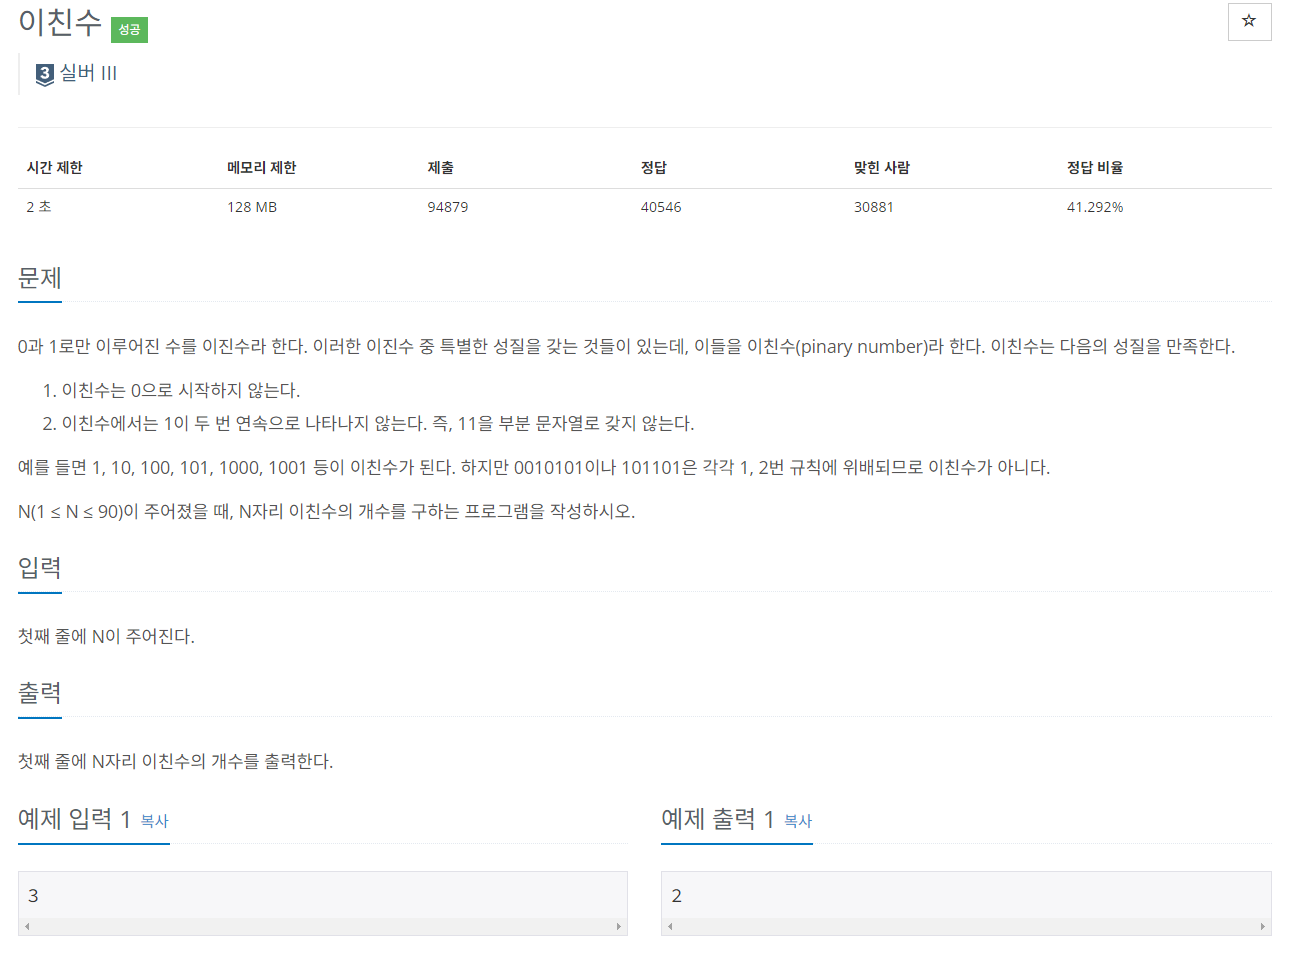 이친수 성공
☆
3 실버 III
시간 제한 메모리 제한 제출 정답 맞힌 사람 정답 비율
2 초 128 MB 94879 40546 30881 41.292%
문제
0과 1로만 이루어진 수를 이진수라 한다. 이러한 이진수 중 특별한 성질을 갖는 것들이 있는데, 이들을 이친수(pinary number)라 한다. 이친수는 다음의 성질을 만족한다.
1. 이친수는 0으로 시작하지 않는다.
2. 이친수에서는 1이 두 번 연속으로 나타나지 않는다. 즉, 11을 부분 문자열로 갖지 않는다.
예를 들면 1, 10, 100, 101, 1000, 1001 등이 이친수가 된다. 하지만 0010101이나 101101은 각각 1, 2번 규칙에 위배되므로 이친수가 아니다.
N(1 ≤ N ≤ 90)이 주어졌을 때, N자리 이친수의 개수를 구하는 프로그램을 작성하시오.
입력
첫째 줄에 N이 주어진다.
출력
첫째 줄에 N자리 이친수의 개수를 출력한다.
예제 입력 1 복사
3
예제 출력 1 복사
2